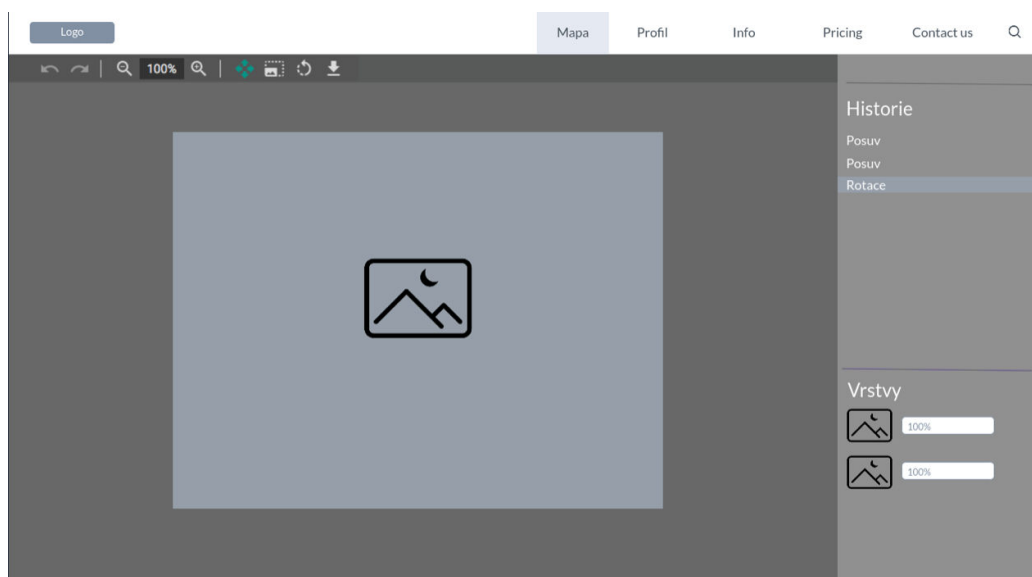 Logo
Mapa Profil Info Pricing Contact us
100%
Historie
Posuv
Posuv
Rotace
Vrstvy
100%
100%